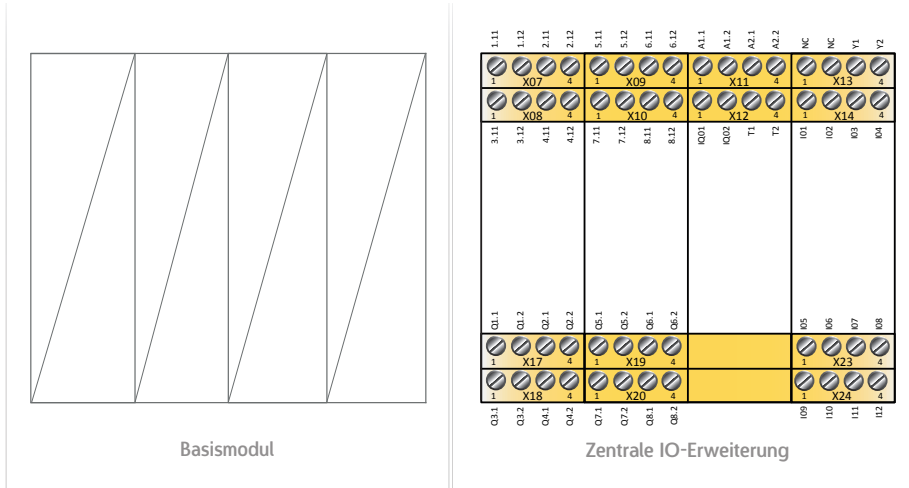 1.11 1.12 2.11 2.12 5.11 5.12 6.11 6.12 A1.1 A1.2 A2.1 A2.2 NC NC Y1 Y2
1 X07 4 1 X09 4 1 X11 4 1 X13 4
1 X08 4 1 X10 4 1 X12 4 1 X14 4
3.11 3.12 4.11 4.12 7.11 7.12 8.11 8.12 IQ01 IQ02 T1 T2 I01 I02 I03 I04
Q1.1 Q1.2 Q2.1 Q2.2 Q5.1 Q5.2 Q6.1 Q6.2 I05 I06 I07 I08
1 X17 4 1 X19 4 1 X23 4
1 X18 4 1 X20 4 1 X24 4
Q3.1 Q3.2 Q4.1 Q4.2 Q7.1 Q7.2 Q8.1 Q8.2 I09 I10 I11 I12
Basismodul
Zentrale IO-Erweiterung